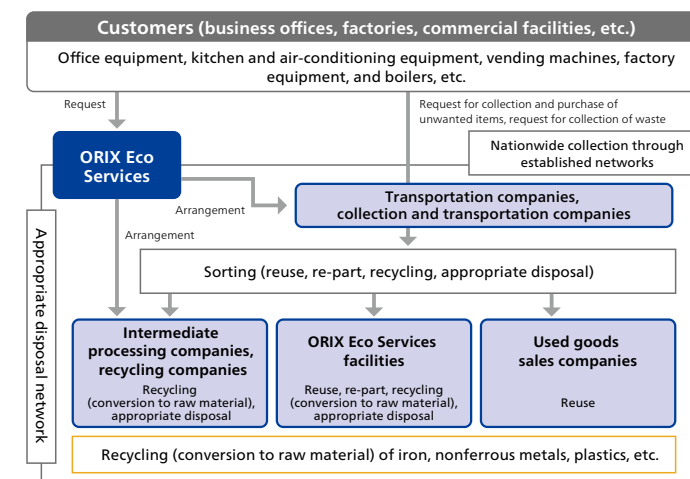 Customers (business offices, factories, commercial facilities, etc.)
Office equipment, kitchen and air-conditioning equipment, vending machines, factory
equipment, and boilers, etc.
Request
Request for collection and purchase of
unwanted items, request for collection of waste
ORIX Eco
Services
Nationwide collection through
established networks
Arrangement
Transportation companies,
collection and transportation companies
Arrangement
Appropriate disposal network
Sorting (reuse, re-part, recycling, appropriate disposal)
Intermediate
processing companies,
recycling companies
Recycling
(conversion to raw material),
appropriate disposal
ORIX Eco Services
facilities
Reuse, re-part, recycling
(conversion to raw material),
appropriate disposal
Used goods
sales companies
Reuse
Recycling (conversion to raw material) of iron, nonferrous metals, plastics, etc.